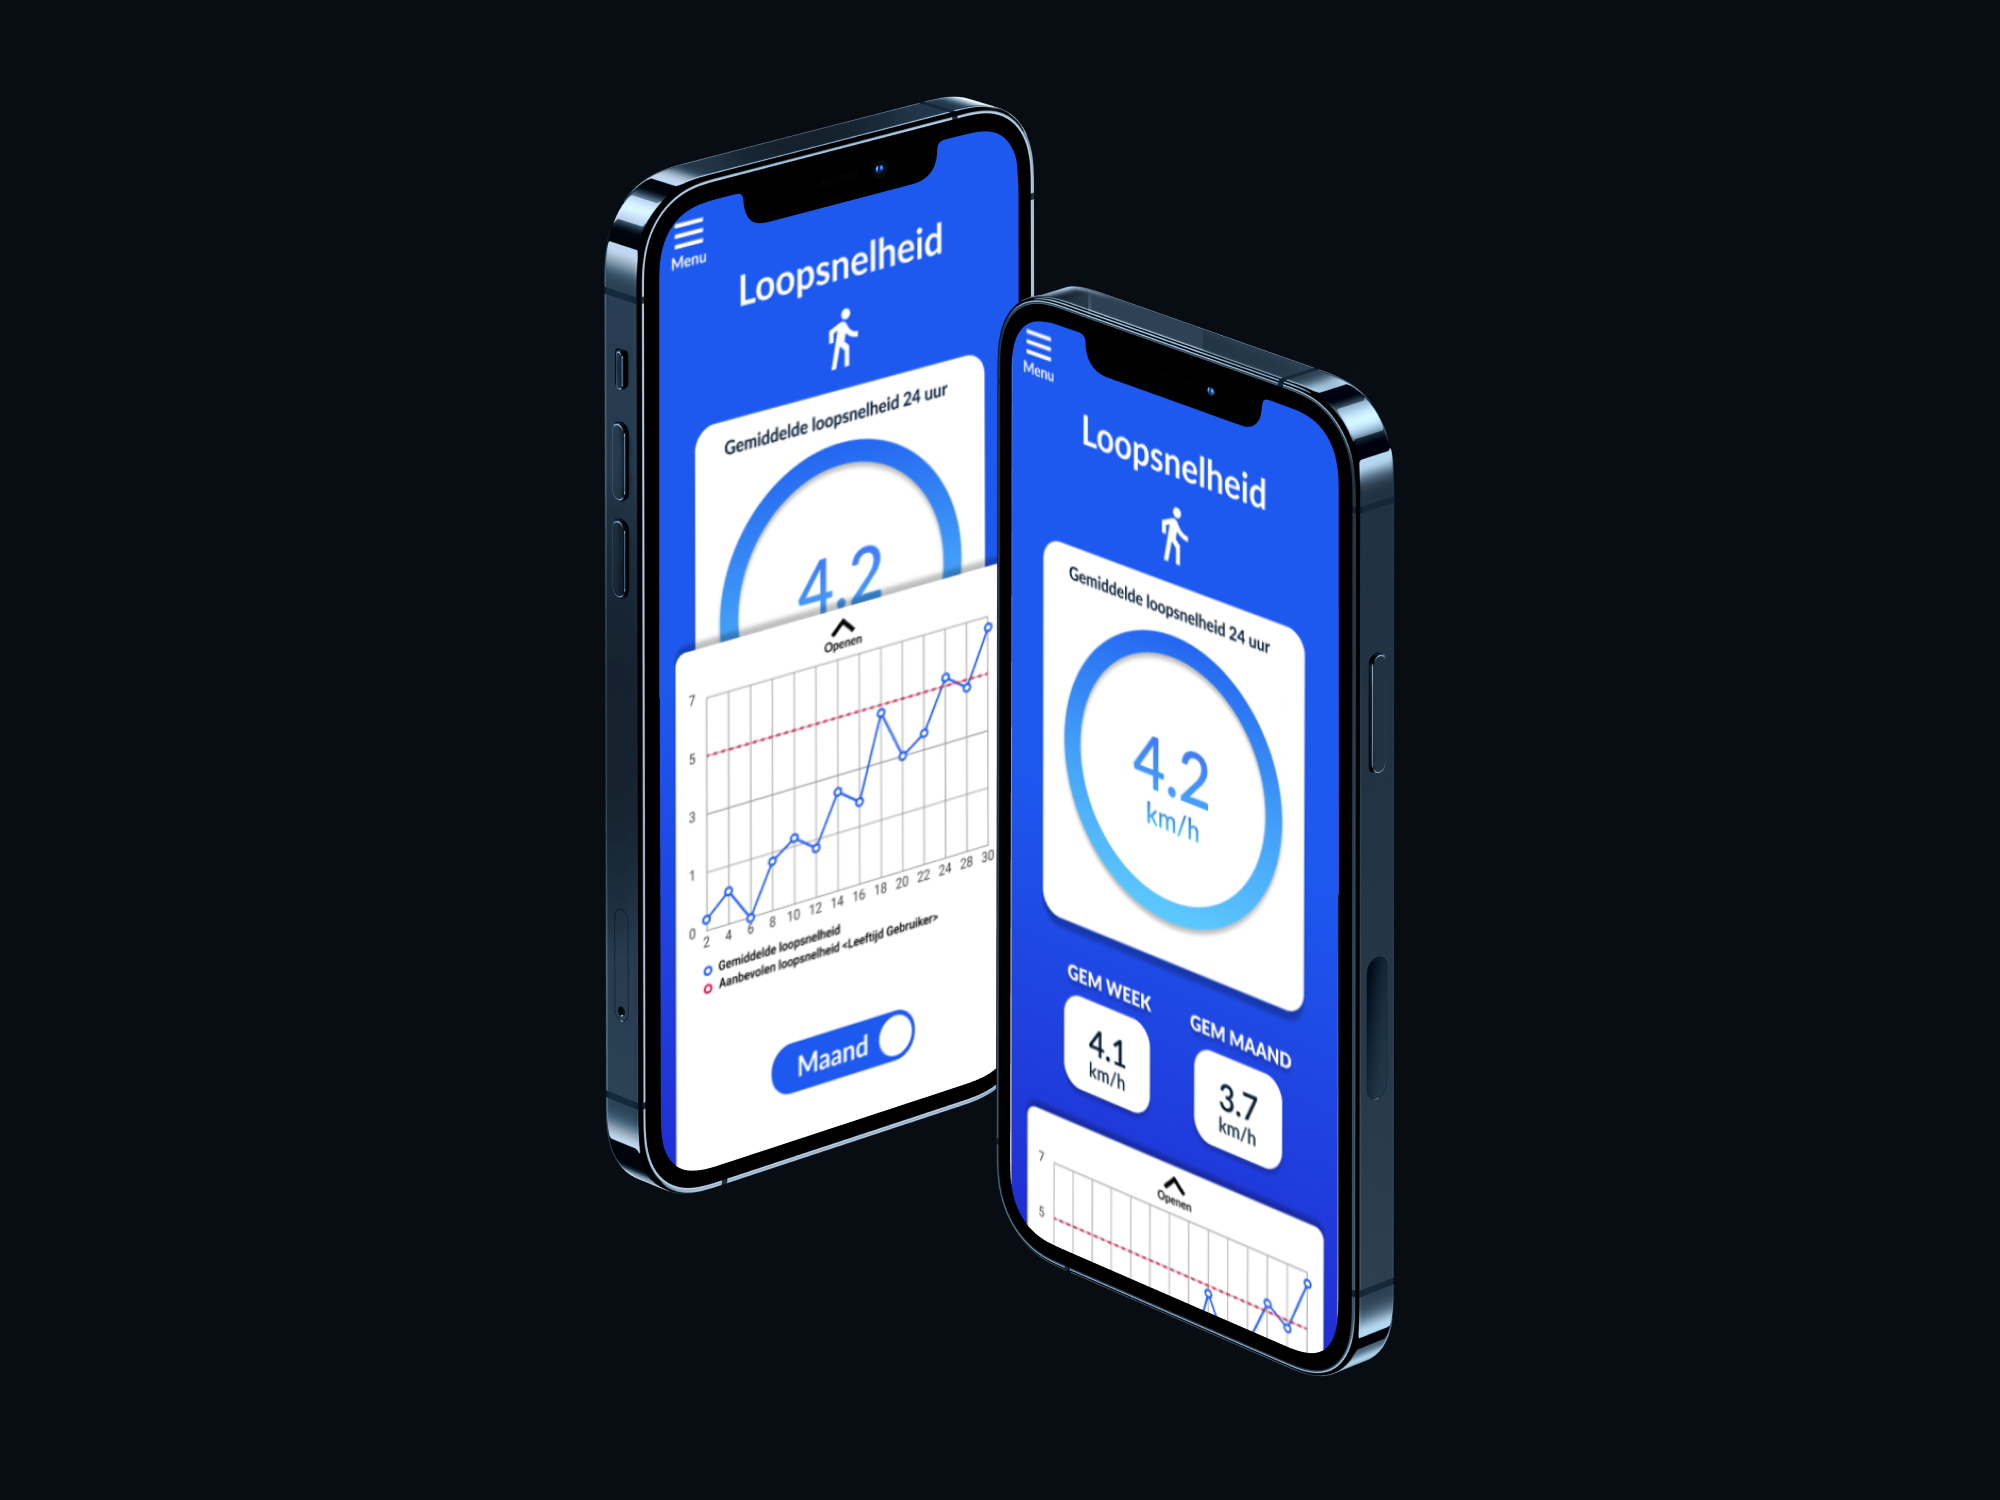 Menu
Loopsnelheid
Gemiddelde loopsnelheid 24 uur
4.2
Openen
7
5
3
1
0
2 4 6 8 10 12 14 16 18 20 22 24 28 30
Gemiddelde loopsnelheid
Aanbevolen loopsnelheid <Leeftijd Gebruiker>
Maand
Menu
Loopsnelheid
Gemiddelde loopsnelheid 24 uur
4.2
km/h
GEM WEEK
4.1
km/h
GEM MAAND
3.7
km/h
Openen
7
5